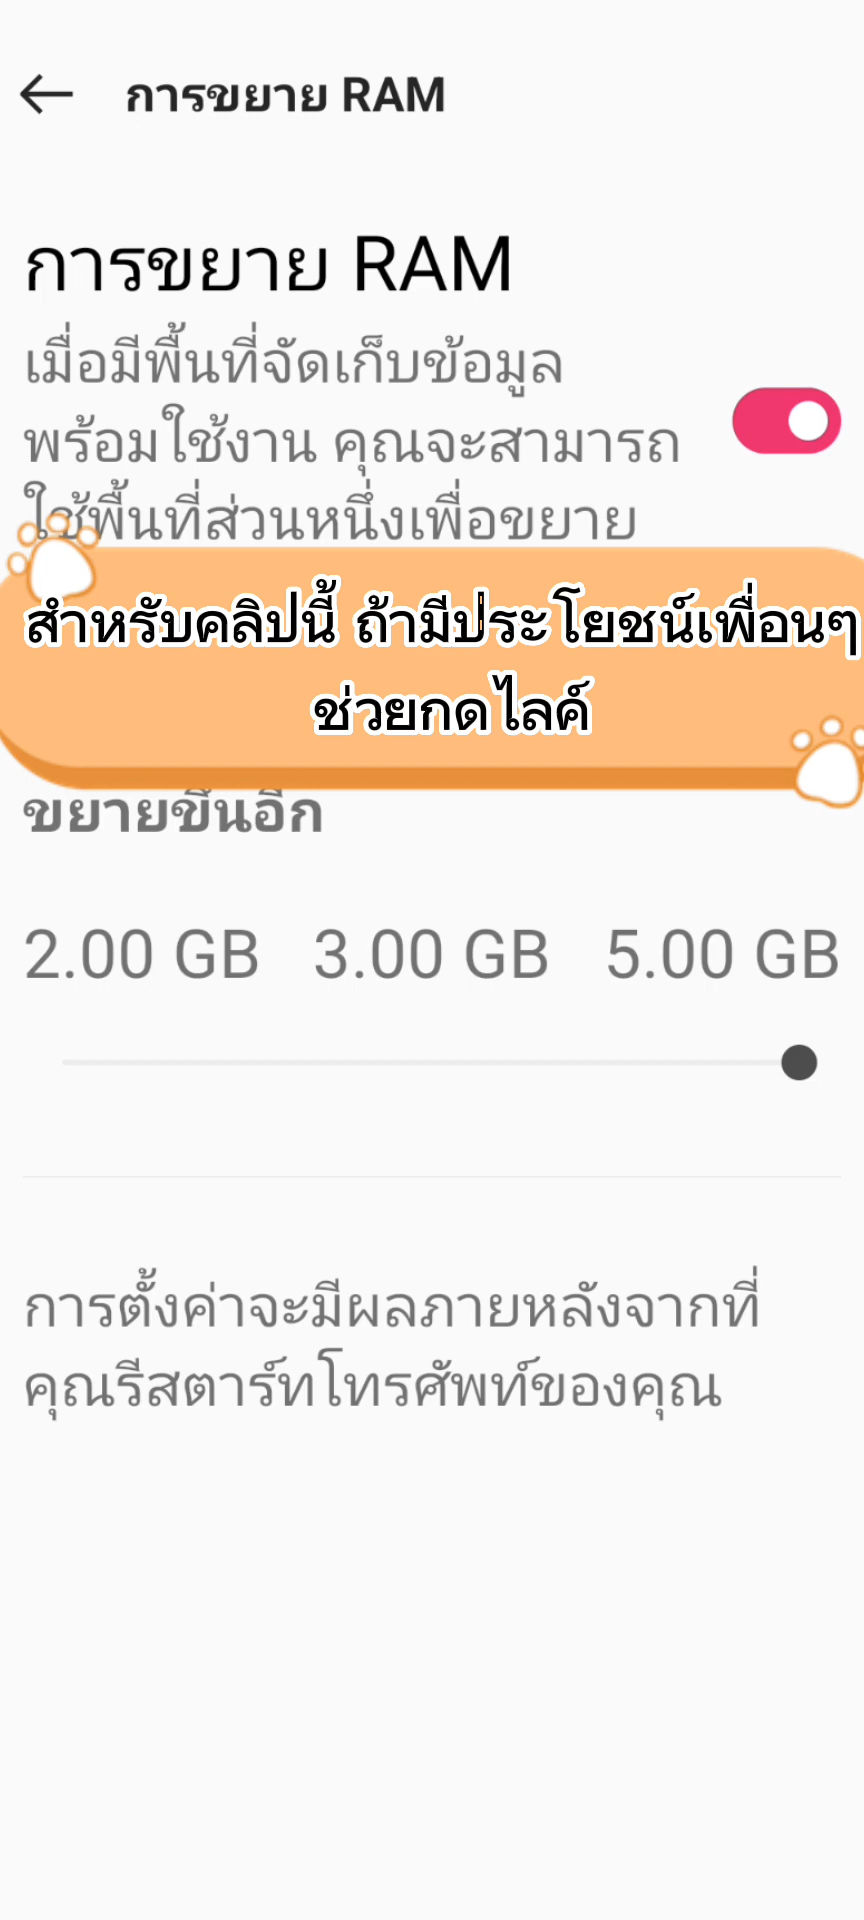 การขยาย RAM
การขยาย RAM
เมื่อมีพื้นที่จัดเก็บข้อมูล
พร้อมใช้งาน คุณจะสามารถ
ใช้พื้นที่ส่วนหนึ่งเพื่อขยาย
สำหรับคลิปนี้ ถ้ามีประโยชน์เพื่อนๆ
ช่วยกดไลค์
ขยายขึ้นอีก
2.00 GB 3.00 GB 5.00 GB
การตั้งค่าจะมีผลภายหลังจากที่
คุณรีสตาร์ทโทรศัพท์ของคุณ